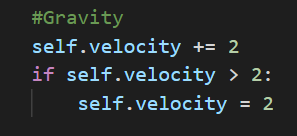 #Gravity
self.velocity += 2
if self.velocity > 2:
    self.velocity = 2